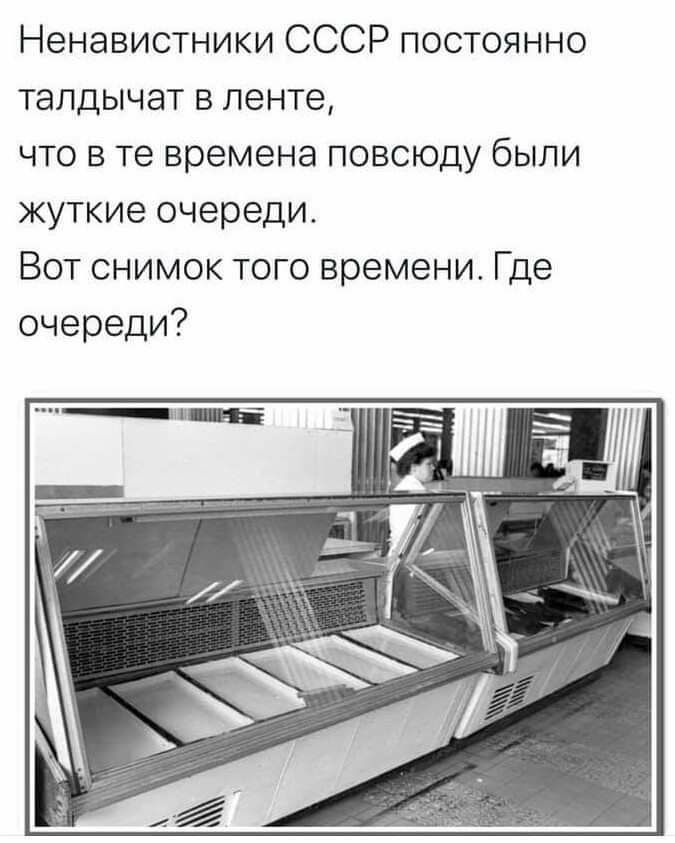 Ненавистники СССР постоянно
талдычат в ленте,
что в те времена повсюду были
жуткие очереди.
Вот снимок того времени. Где
очереди?